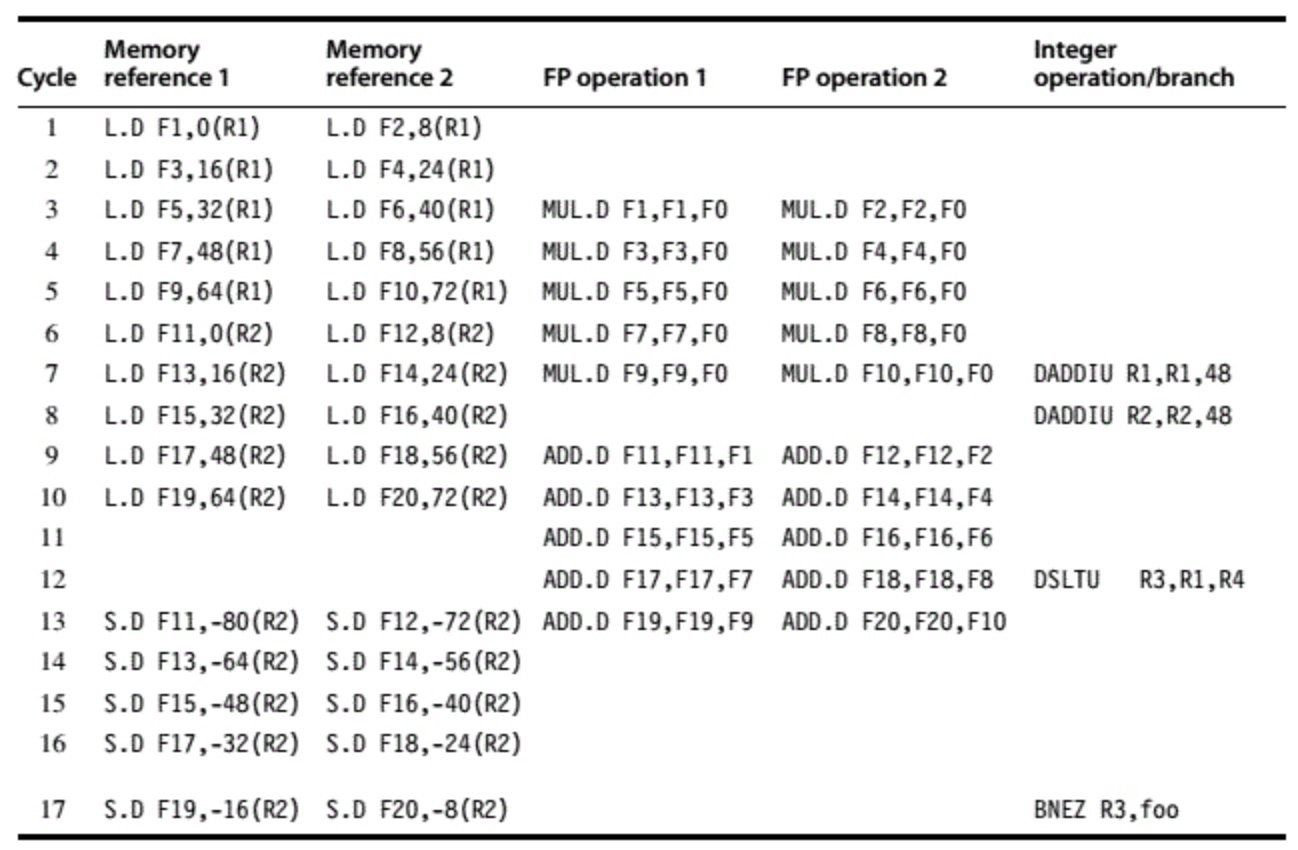 Cycle Memory reference 1 Memory reference 2 FP operation 1 FP operation 2 Integer operation/branch
1 L.D F1,0(R1) L.D F2,8(R1)
2 L.D F3,16(R1) L.D F4,24(R1)
3 L.D F5,32(R1) L.D F6,40(R1) MUL.D F1,F1,F0 MUL.D F2,F2,F0
4 L.D F7,48(R1) L.D F8,56(R1) MUL.D F3,F3,F0 MUL.D F4,F4,F0
5 L.D F9,64(R1) L.D F10,72(R1) MUL.D F5,F5,F0 MUL.D F6,F6,F0
6 L.D F11,0(R2) L.D F12,8(R2) MUL.D F7,F7,F0 MUL.D F8,F8,F0
7 L.D F13,16(R2) L.D F14,24(R2) MUL.D F9,F9,F0 MUL.D F10,F10,F0 DADDIU R1,R1,48
8 L.D F15,32(R2) L.D F16,40(R2) DADDIU R2,R2,48
9 L.D F17,48(R2) L.D F18,56(R2) ADD.D F11,F11,F1 ADD.D F12,F12,F2
10 L.D F19,64(R2) L.D F20,72(R2) ADD.D F13,F13,F3 ADD.D F14,F14,F4
11 ADD.D F15,F15,F5 ADD.D F16,F16,F6
12 ADD.D F17,F17,F7 ADD.D F18,F18,F8 DSLTU R3,R1,R4
13 S.D F11,-80(R2) S.D F12,-72(R2) ADD.D F19,F19,F9 ADD.D F20,F20,F10
14 S.D F13,-64(R2) S.D F14,-56(R2)
15 S.D F15,-48(R2) S.D F16,-40(R2)
16 S.D F17,-32(R2) S.D F18,-24(R2)
17 S.D F19,-16(R2) S.D F20,-8(R2) BNEZ R3,foo